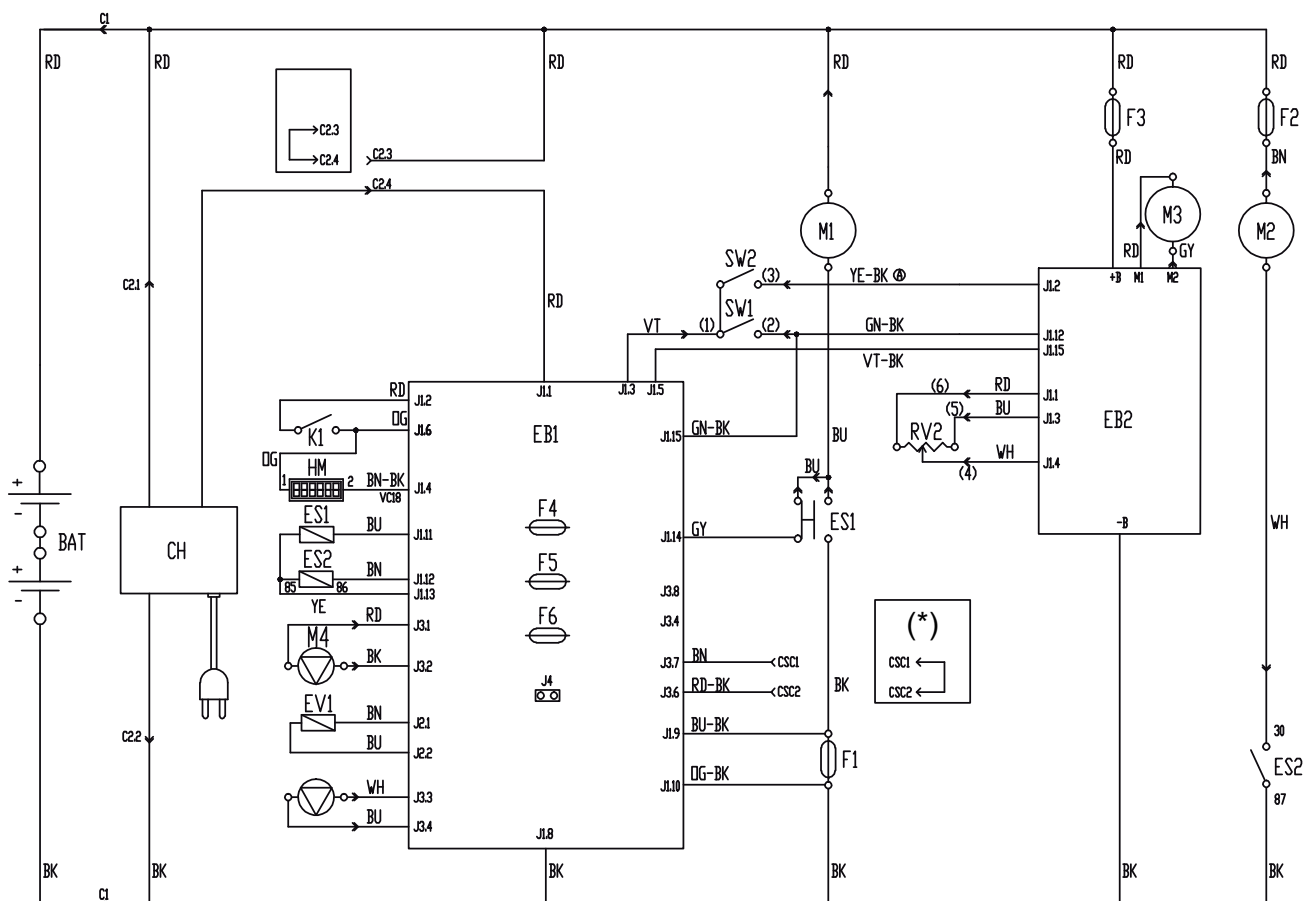 C1
RD RD RD RD RD RD
C2.3
C2.4
C2.3
C2.4
F3
F2
RD
BN
M1
M3
M2
RD
GY
C2.1
RD
SW2
(3)
YE-BK Ⓐ
+B M1 M2
J1.2
SW1
VT
(1)
(2)
GN-BK
J1.12
VT-BK
J1.15
J1.1
J1.3
J1.5
(6)
RD
J1.1
(5)
BU
J1.3
EB2
RV2
WH
J1.4
(4)
RD
J1.2
OG
J1.6
K1
EB1
GN-BK
J1.15
BU
OG
HM
1
2
BN-BK
VC18
J1.4
BU
-B
+
-
BAT
+
-
CH
ES1
BU
J1.11
F4
GY
J1.14
ES1
WH
ES2
85
86
BN
J1.12
J1.13
YE
F5
J3.8
J3.4
F6
RD
J3.1
M4
BK
J3.2
J3.7
BN
CSC1
J3.6
RD-BK
CSC2
BK
(*)
CSC1
CSC2
J4
EV1
BN
J2.1
BU
J2.2
C2.2
J1.9
BU-BK
F1
J1.10
OG-BK
30
ES2
87
WH
J3.3
BU
J3.4
J1.8
BK BK BK BK BK BK
C1